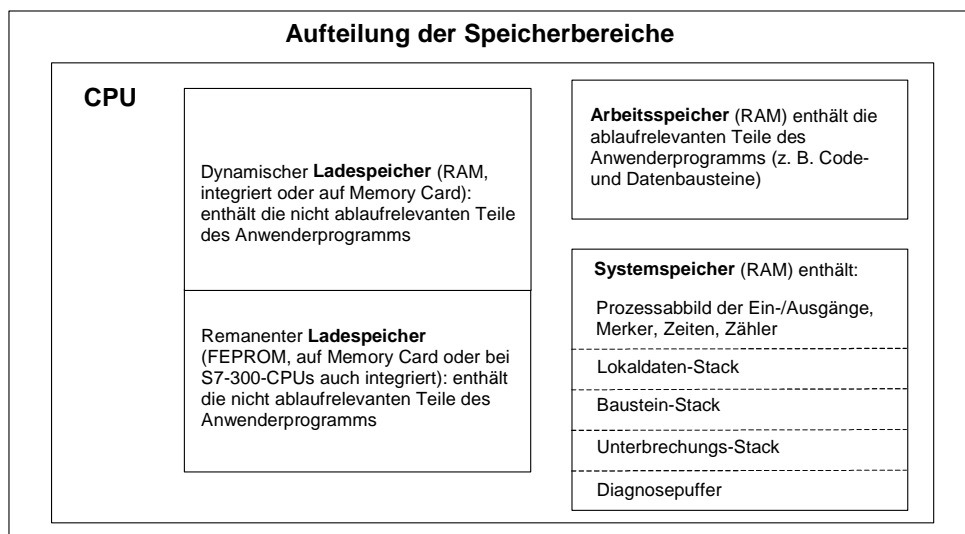 Aufteilung der Speicherbereiche
CPU
Dynamischer Ladespeicher (RAM,
integriert oder auf Memory Card):
enthält die nicht ablaufrelevanten Teile
des Anwenderprogramms
Remanenter Ladespeicher
(FEPROM, auf Memory Card oder bei
S7-300-CPUs auch integriert): enthält
die nicht ablaufrelevanten Teile des
Anwenderprogramms
Arbeitsspeicher (RAM) enthält die
ablaufrelevanten Teile des
Anwenderprogramms (z. B. Code-
und Datenbausteine)
Systemspeicher (RAM) enthält:
Prozessabbild der Ein-/Ausgänge,
Merker, Zeiten, Zähler
Lokaldaten-Stack
Baustein-Stack
Unterbrechungs-Stack
Diagnosepuffer